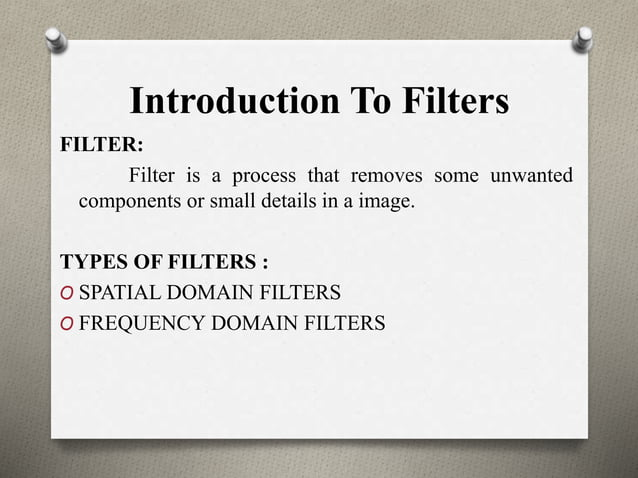 Introduction To Filters
FILTER:
Filter is a process that removes some unwanted
components or small details in a image.
TYPES OF FILTERS :
O SPATIAL DOMAIN FILTERS
O FREQUENCY DOMAIN FILTERS